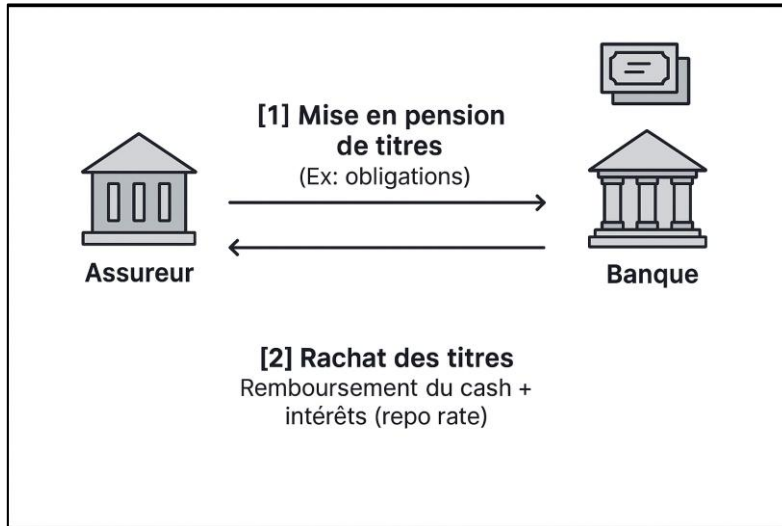 [1] Mise en pension
de titres
(Ex: obligations)
Assureur
Banque
[2] Rachat des titres
Remboursement du cash +
intérêts (repo rate)